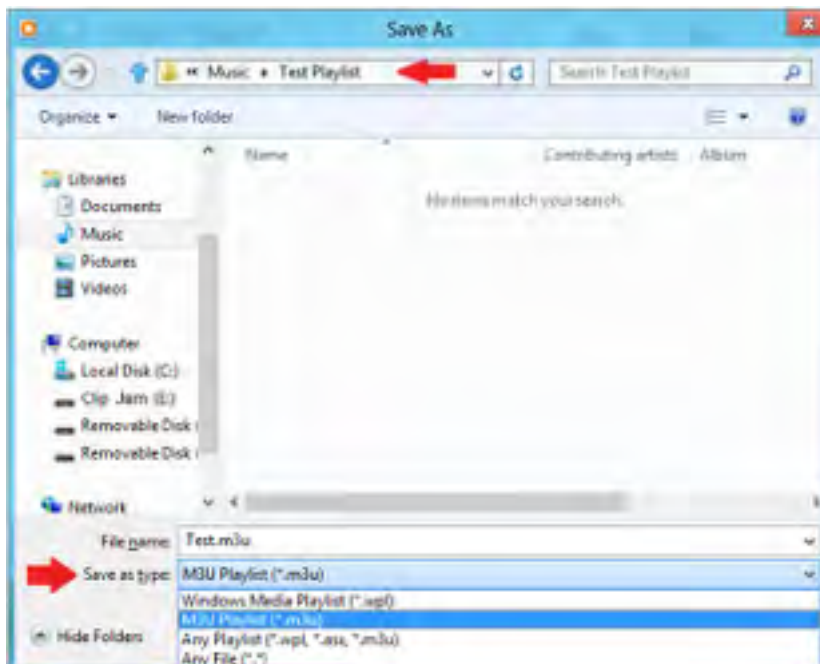 Save As
« Music ▸ Test Playlist
Search Test Playlist
Organize
New folder
Name
Contributing artists
Album
No items match your search.
Libraries
Documents
Music
Pictures
Videos
Computer
Local Disk (C:)
Clip Jam (E:)
Removable Disk (
Removable Disk (
Network
File name: Test.m3u
Save as type: M3U Playlist (*.m3u)
Windows Media Playlist (*.wpl)
M3U Playlist (*.m3u)
Any Playlist (*.wpl, *.asx, *.m3u)
Hide Folders
Any File (*.*)